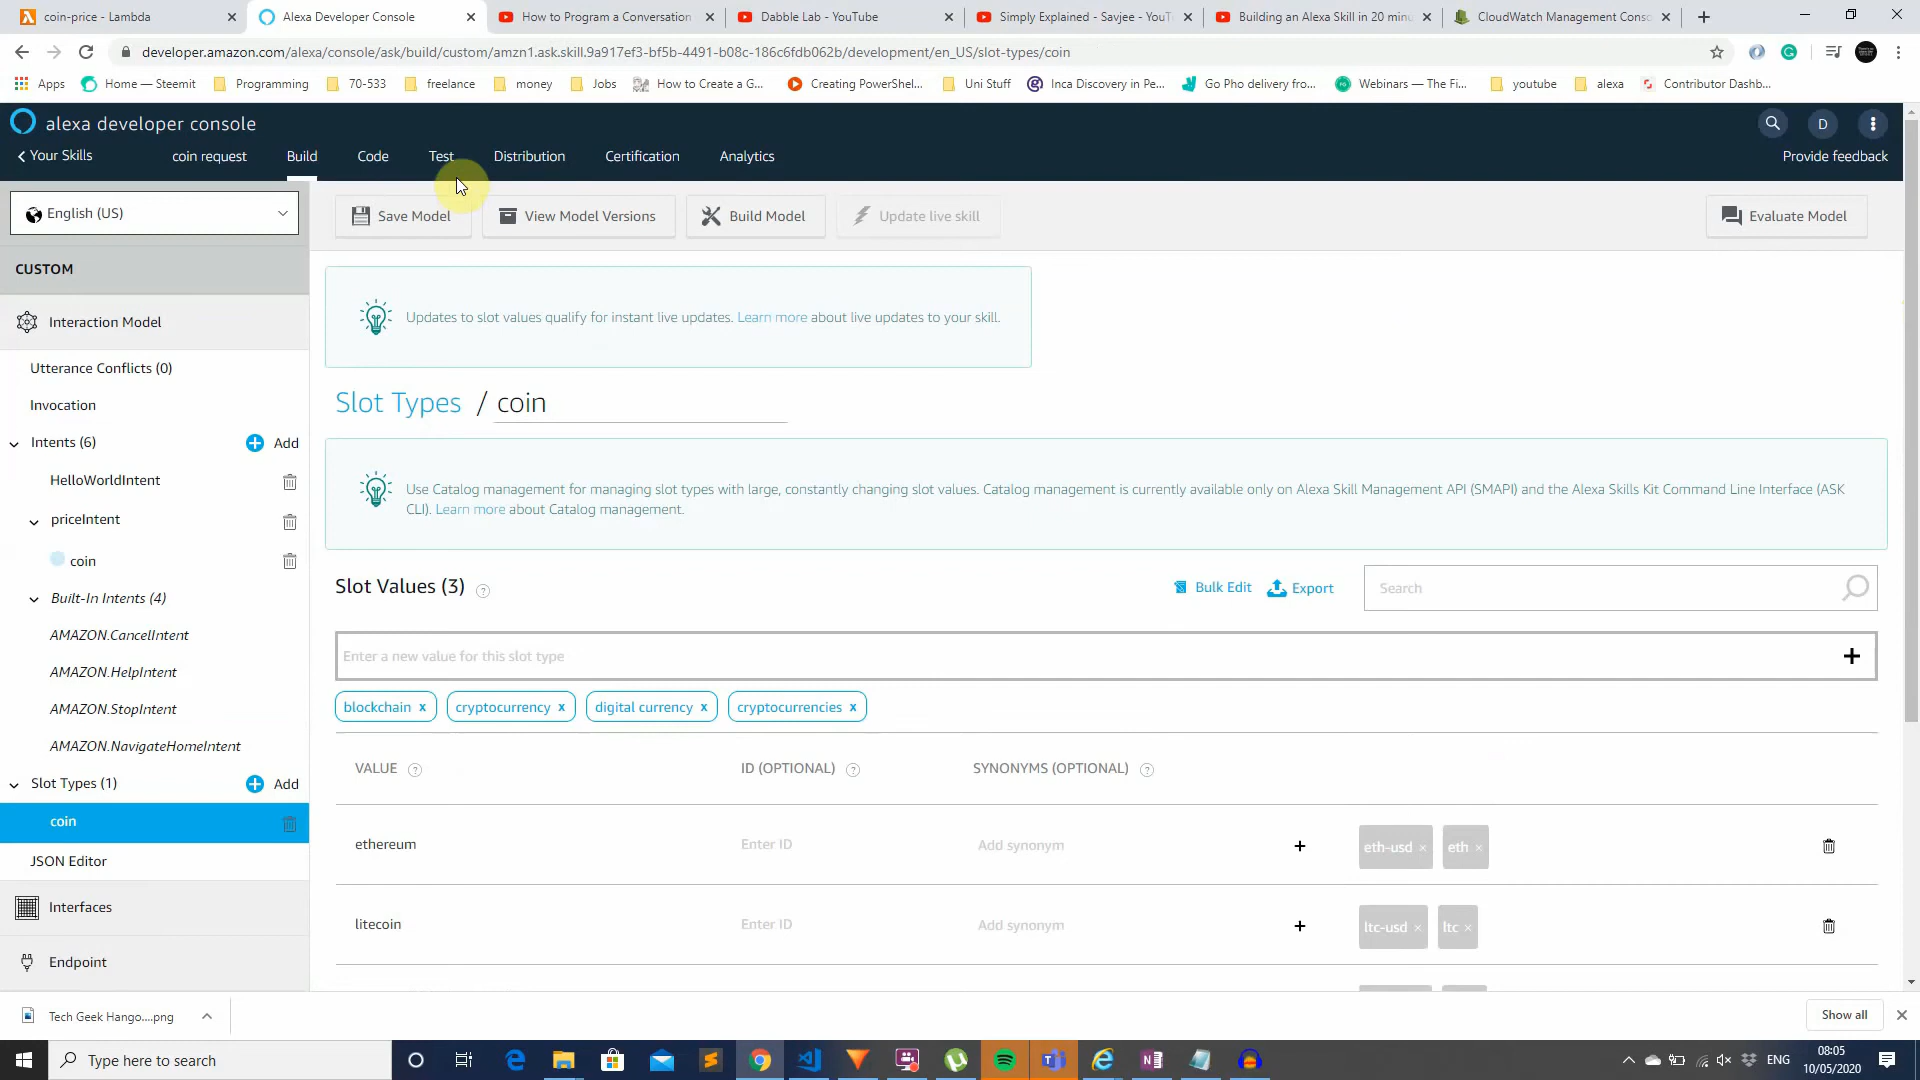 coin-price - Lambda
Alexa Developer Console
How to Program a Conversation
Dabble Lab - YouTube
Simply Explained - Savjee - YouT
Building an Alexa Skill in 20 minu
CloudWatch Management Conso
developer.amazon.com/alexa/console/ask/build/custom/amzn1.ask.skill.9a917ef3-bf5b-4491-b08c-186c6fdb062b/development/en_US/slot-types/coin
Apps
Home — Steemit
Programming
70-533
freelance
money
Jobs
How to Create a G...
Creating PowerShel...
Uni Stuff
Inca Discovery in Pe...
Go Pho delivery fro...
Webinars — The Fi...
youtube
alexa
Contributor Dashb...
alexa developer console
D
Your Skills
coin request
Build
Code
Test
Distribution
Certification
Analytics
Provide feedback
English (US)
Save Model
View Model Versions
Build Model
Update live skill
Evaluate Model
CUSTOM
Interaction Model
Utterance Conflicts (0)
Invocation
Intents (6)
Add
HelloWorldIntent
priceIntent
coin
Built-In Intents (4)
AMAZON.CancelIntent
AMAZON.HelpIntent
AMAZON.StopIntent
AMAZON.NavigateHomeIntent
Slot Types (1)
Add
coin
JSON Editor
Interfaces
Endpoint
Updates to slot values qualify for instant live updates. Learn more about live updates to your skill.
Slot Types / coin
Use Catalog management for managing slot types with large, constantly changing slot values. Catalog management is currently available only on Alexa Skill Management API (SMAPI) and the Alexa Skills Kit Command Line Interface (ASK
CLI). Learn more about Catalog management.
Slot Values (3)
Bulk Edit
Export
Search
Enter a new value for this slot type
blockchain x
cryptocurrency x
digital currency x
cryptocurrencies x
VALUE
ID (OPTIONAL)
SYNONYMS (OPTIONAL)
ethereum
Enter ID
Add synonym
eth-usd ×
eth ×
litecoin
Enter ID
Add synonym
ltc-usd ×
ltc ×
Tech Geek Hango....png
Show all
Type here to search
ENG
08:05
10/05/2020